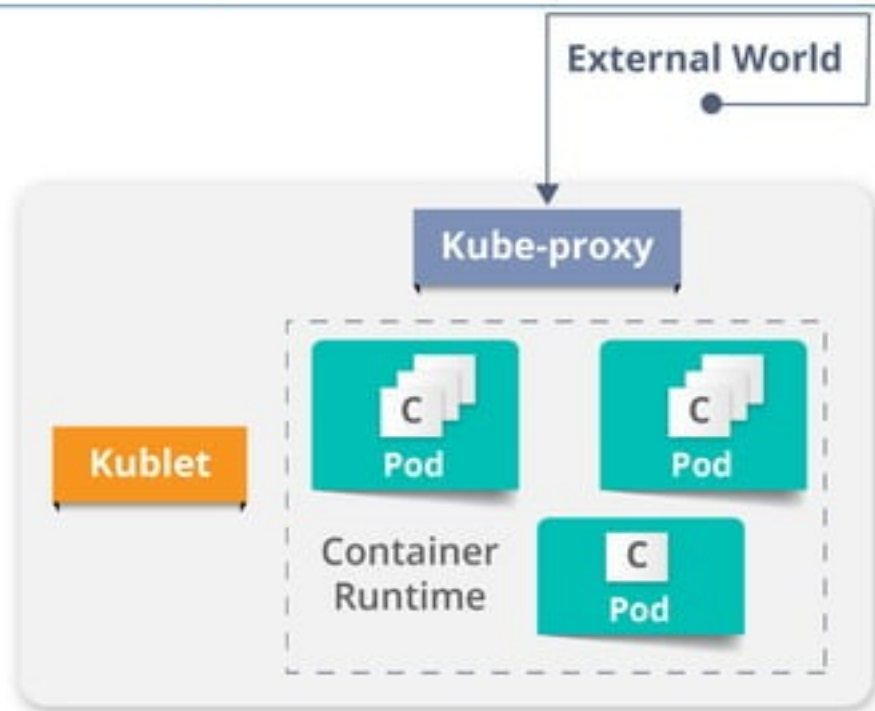 External World
Kube-proxy
C
Pod
C
Pod
Kublet
Container
Runtime
C
Pod